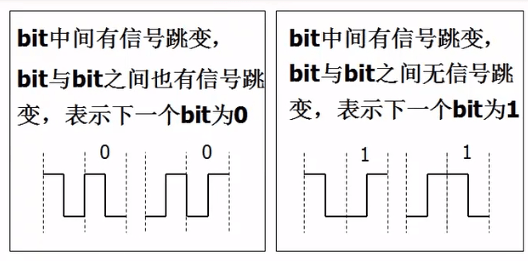 bit中间有信号跳变，
bit与bit之间也有信号跳
变，表示下一个bit为0
0 0
bit中间有信号跳变，
bit与bit之间无信号跳
变，表示下一个bit为1
1 1